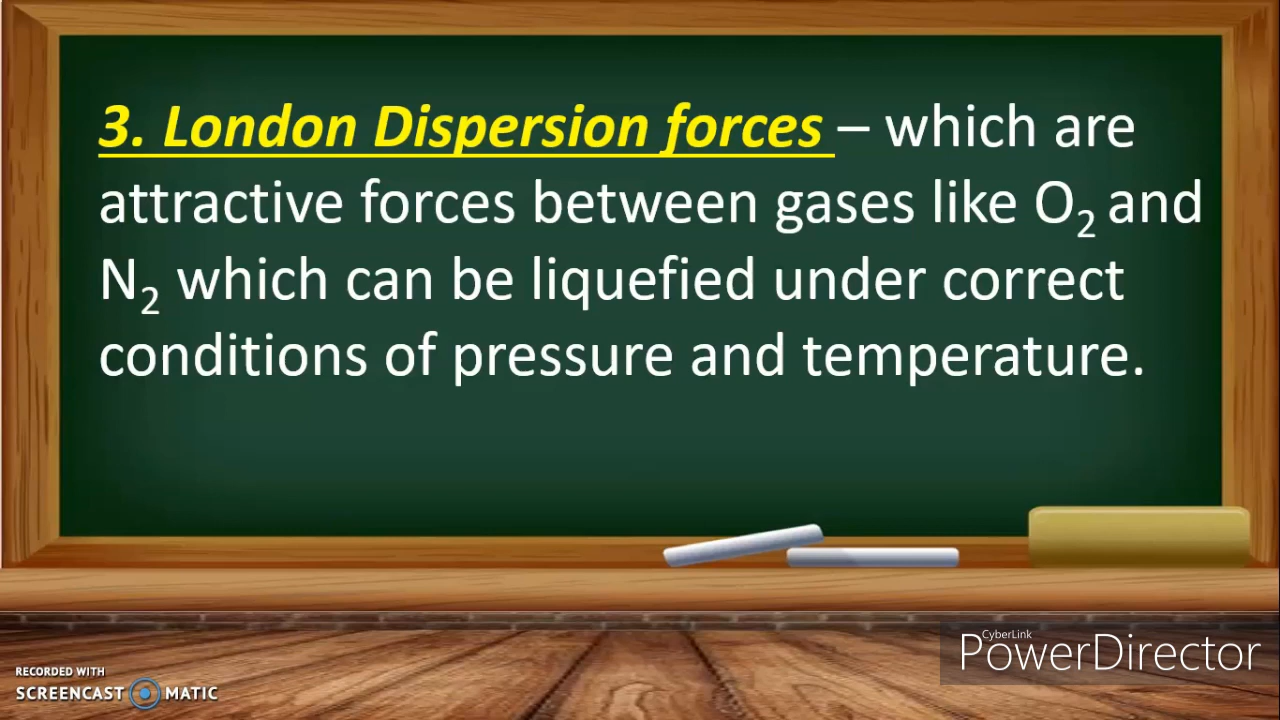 3. London Dispersion forces – which are
attractive forces between gases like O₂ and
N₂ which can be liquefied under correct
conditions of pressure and temperature.
CyberLink
PowerDirector
RECORDED WITH
SCREENCAST MATIC